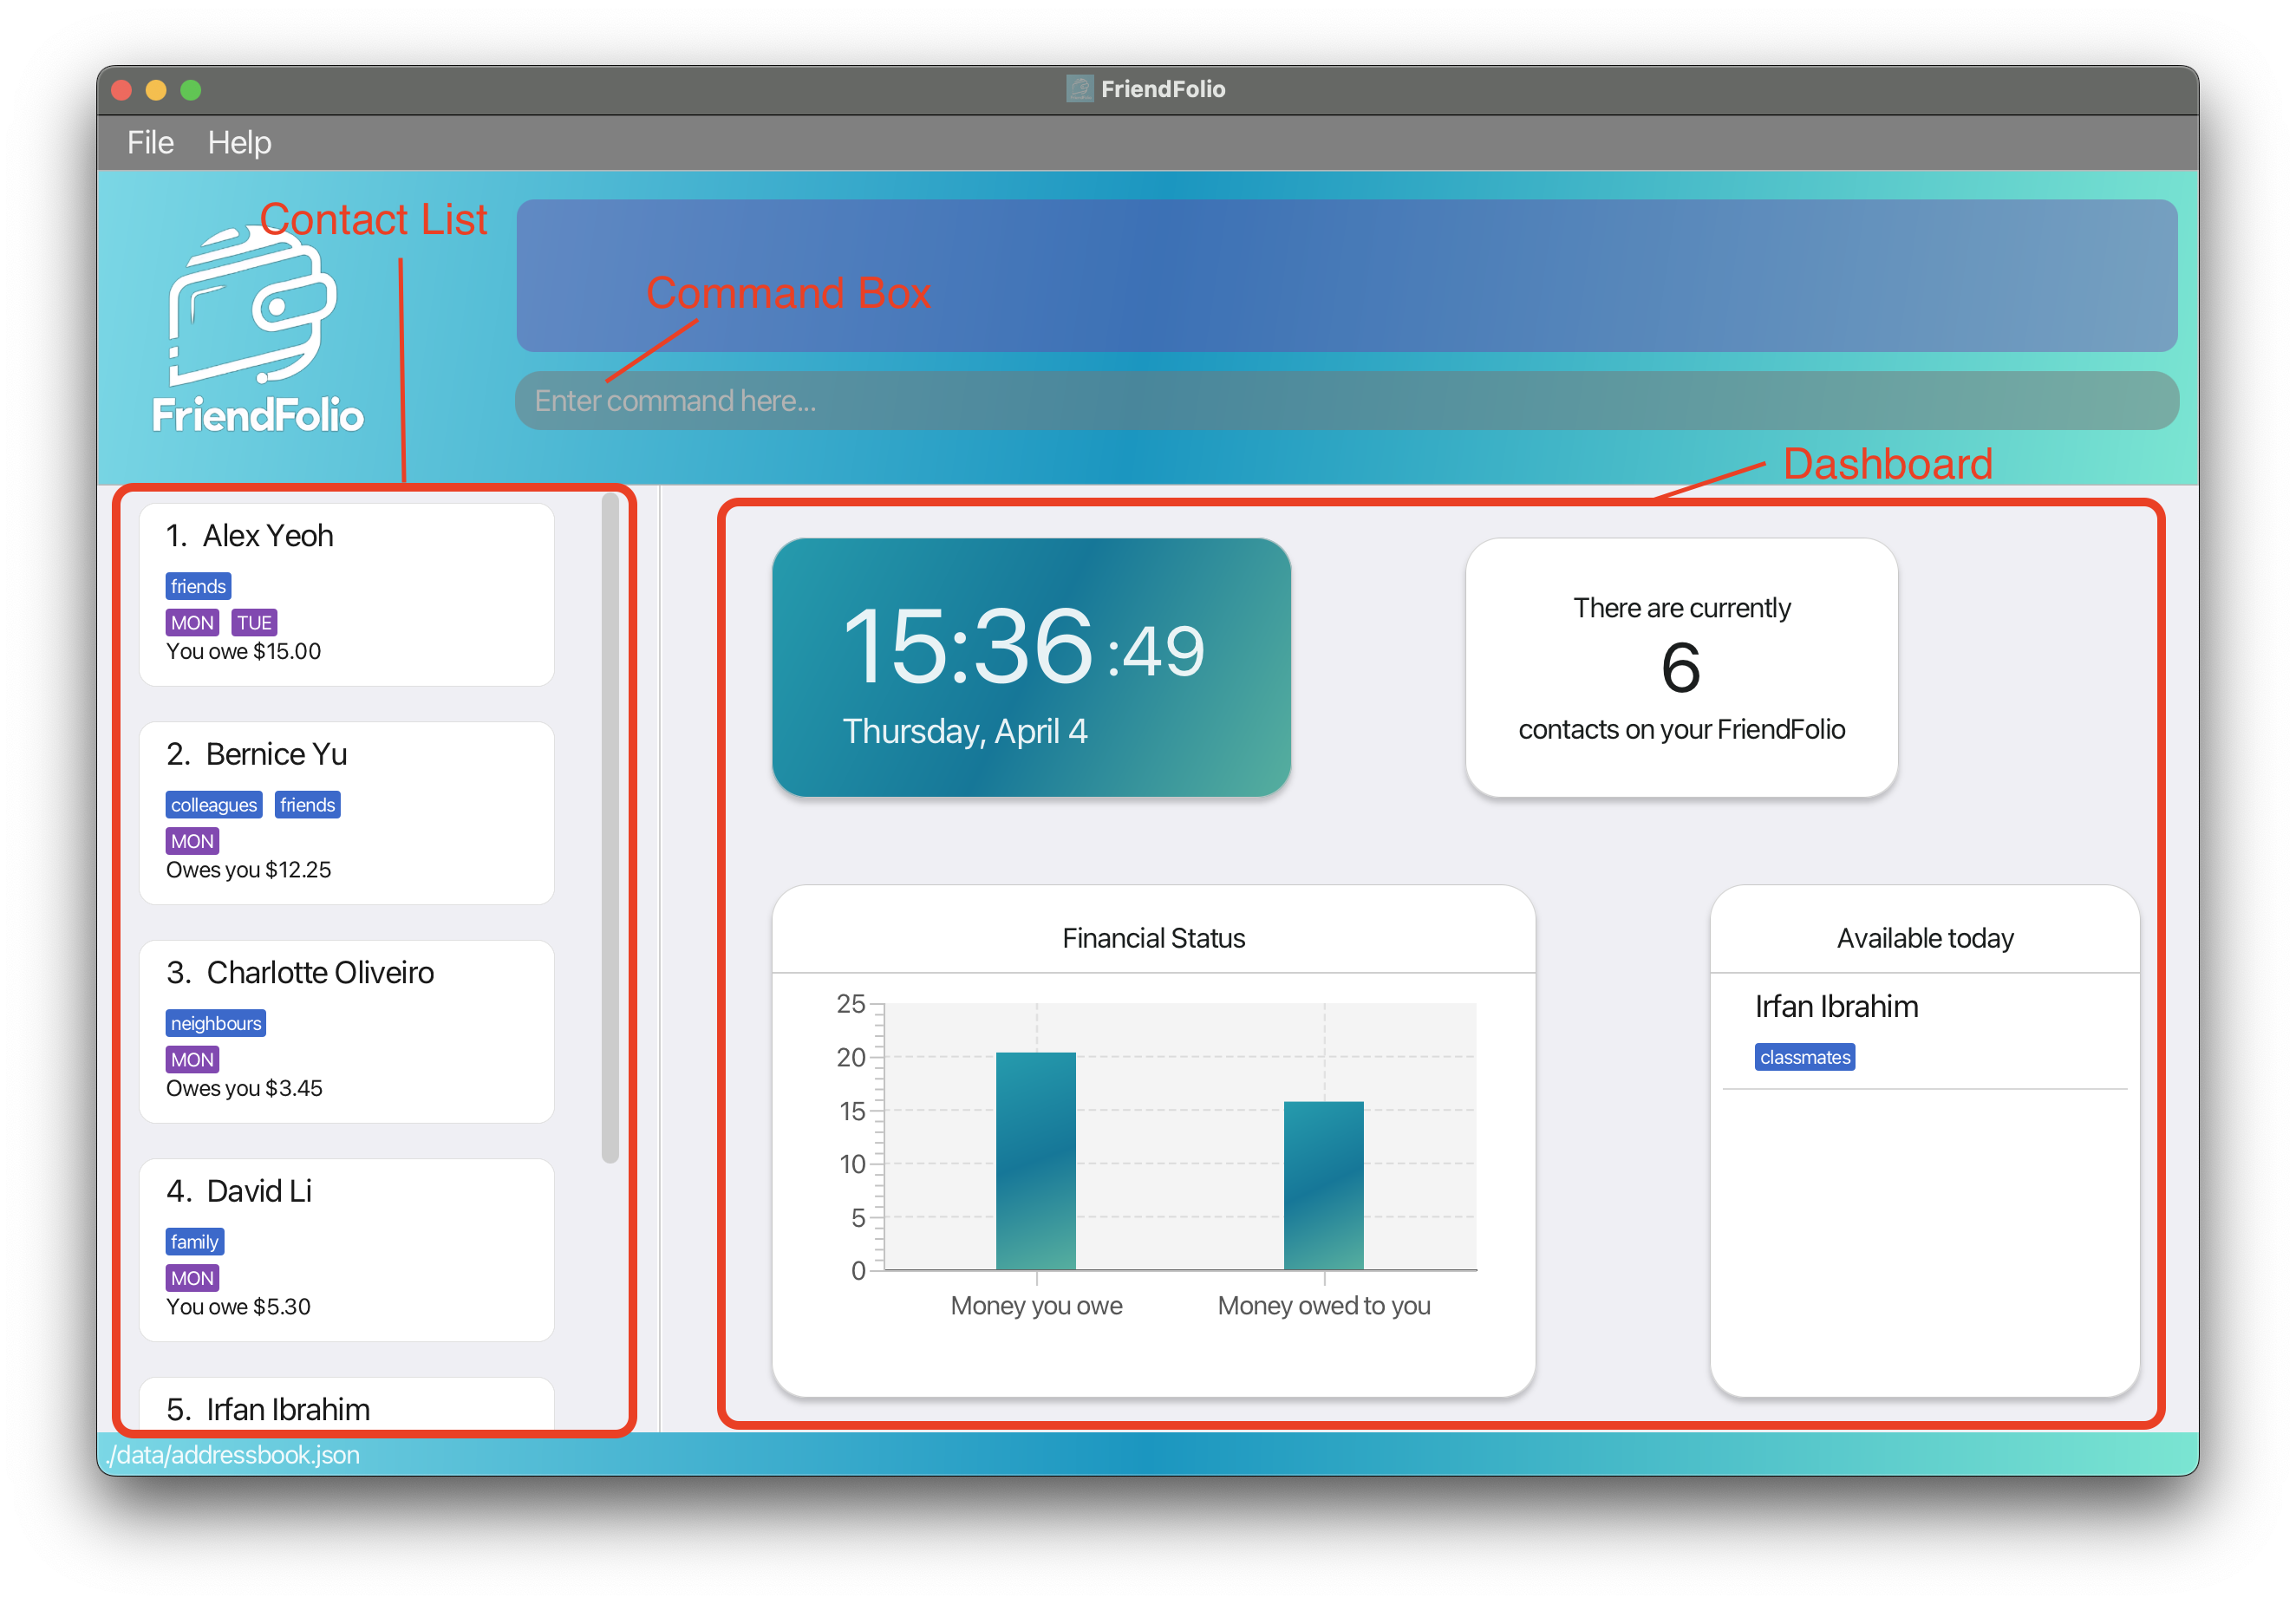 FriendFolio
File Help
Contact List
Command Box
FriendFolio
Enter command here...
Dashboard
1. Alex Yeoh
friends
MON TUE
You owe $15.00
2. Bernice Yu
colleagues friends
MON
Owes you $12.25
3. Charlotte Oliveiro
neighbours
MON
Owes you $3.45
4. David Li
family
MON
You owe $5.30
5. Irfan Ibrahim
15:36:49
Thursday, April 4
There are currently
6
contacts on your FriendFolio
Financial Status
25
20
15
10
5
0
Money you owe Money owed to you
Available today
Irfan Ibrahim
classmates
./data/addressbook.json